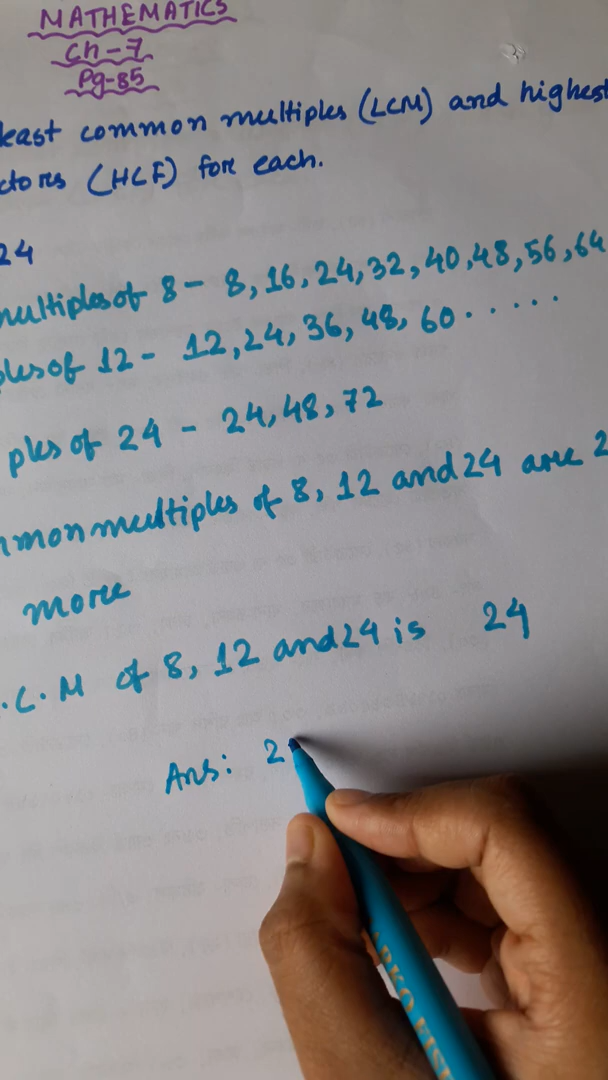 MATHEMATICS
Ch-7
Pg-85
least common multiples (LCM) and highest
ctors (HCF) for each.
24
multiples of 8 - 8, 16, 24, 32, 40, 48, 56, 64
ples of 12 - 12, 24, 36, 48, 60 ......
ples of 24 - 24, 48, 72
mmon multiples of 8, 12 and 24 are 2
more
.C.M of 8, 12 and 24 is 24
Ans: 2